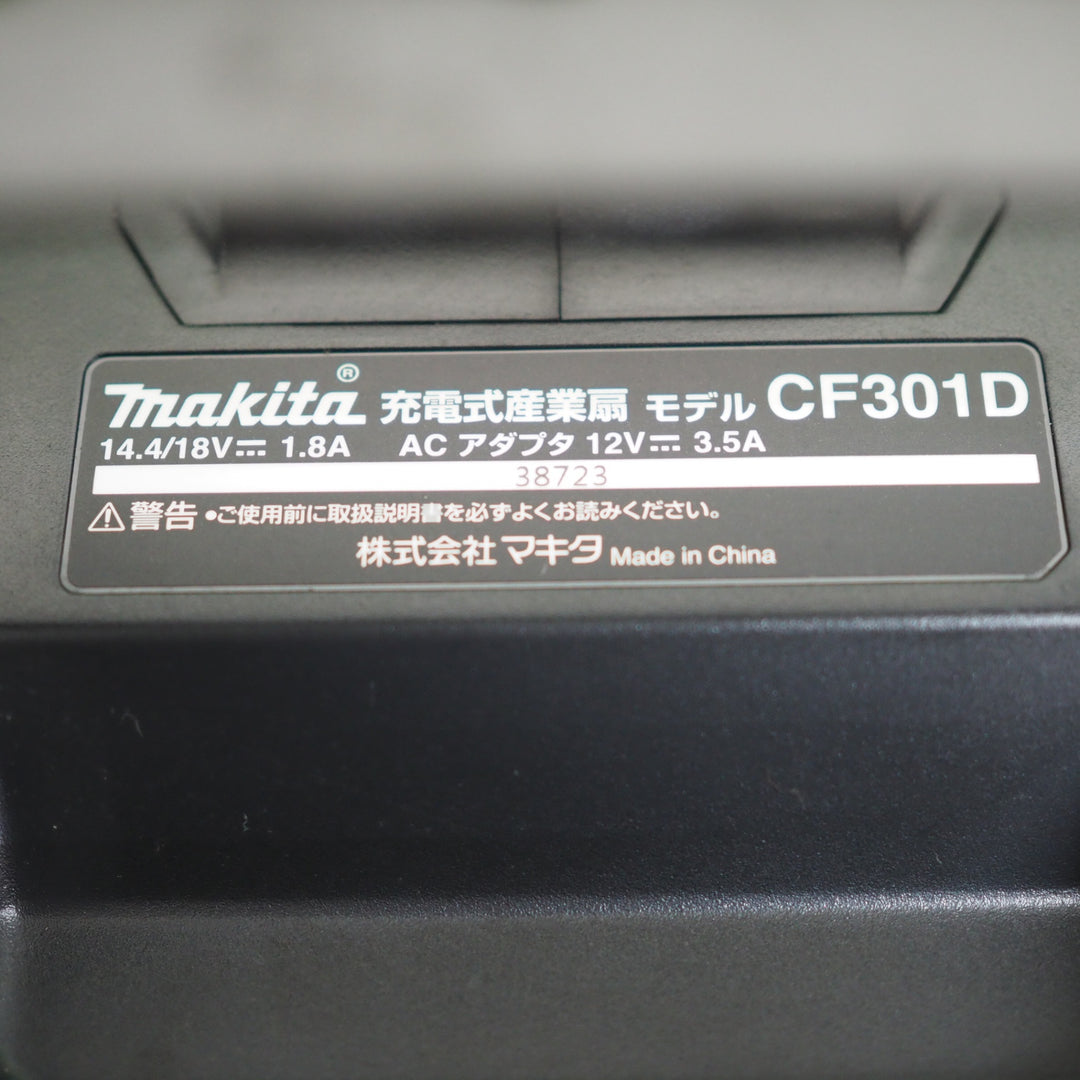 makita® 充電式産業扇 モデル CF301D
14.4/18V⎓ 1.8A AC アダプタ 12V⎓ 3.5A
38723
⚠警告 •ご使用前に取扱説明書を必ずよくお読みください。
株式会社 マキタ Made in China